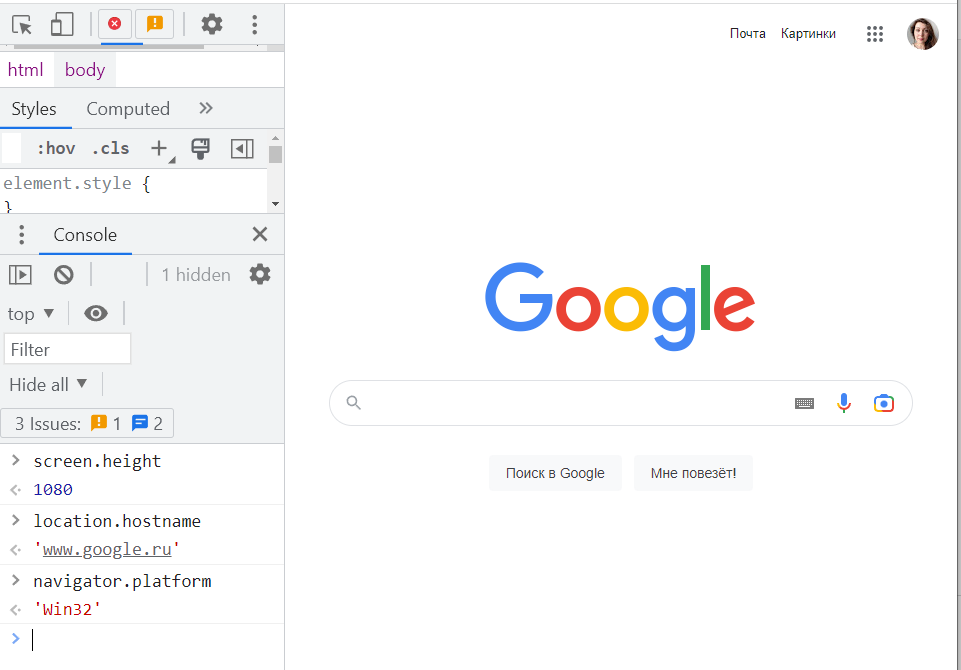 html body
Styles Computed »
:hov .cls
element.style {
}
Console
1 hidden
top
Filter
Hide all
3 Issues: 1 2
screen.height
1080
location.hostname
'www.google.ru'
navigator.platform
'Win32'
Почта Картинки
Google
Поиск в Google Мне повезёт!